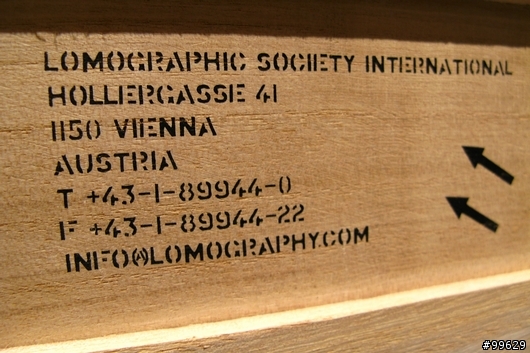 LOMOGRAPHIC SOCIETY INTERNATIONAL
HOLLERGASSE 41
1150 VIENNA
AUSTRIA
T +43-1-89944-0
F +43-1-89944-22
INFO@LOMOGRAPHY.COM
#99629